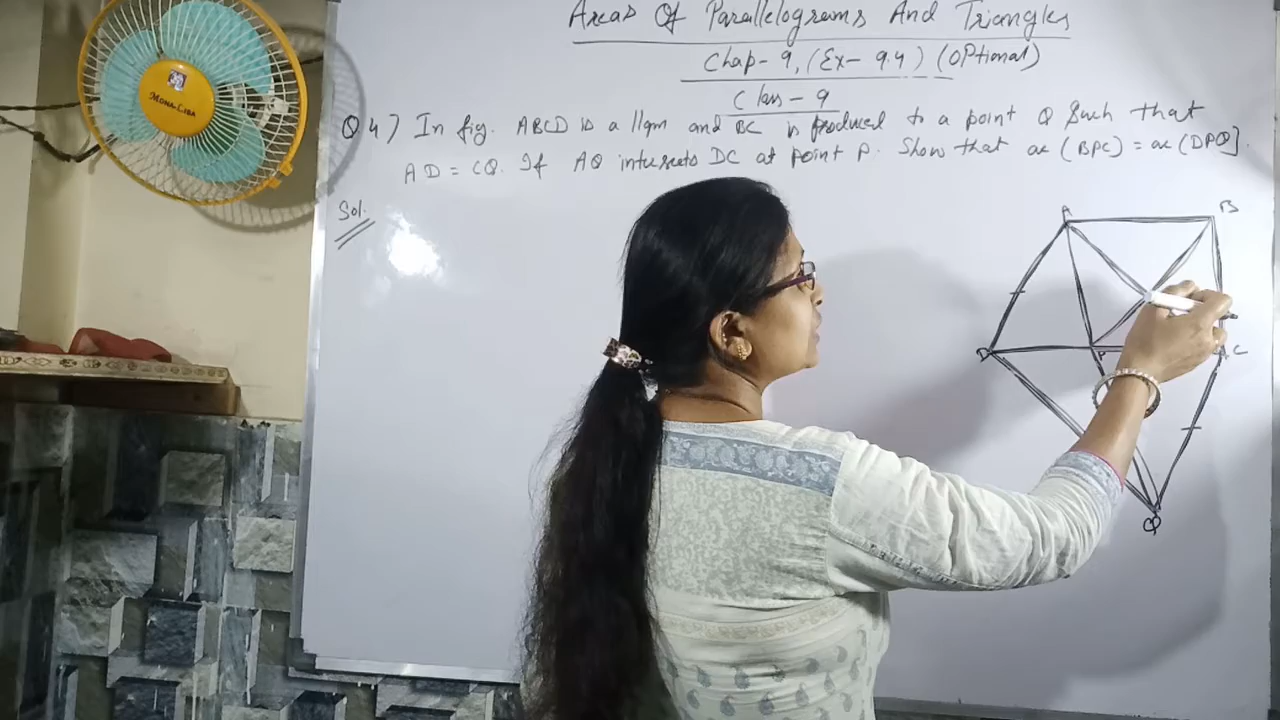 Areas Of Parallelograms And Triangles
Chap-9, (Ex-9.4) (Optional)
Class-9
Q 4) In fig. ABCD is a llgm and BC is produced to a point Q Such that
AD = CQ. If AQ intersects DC at point P. Show that ar (BPC) = ar (DPQ].
Sol.
A
B
D
P
C
Q
MONALISA